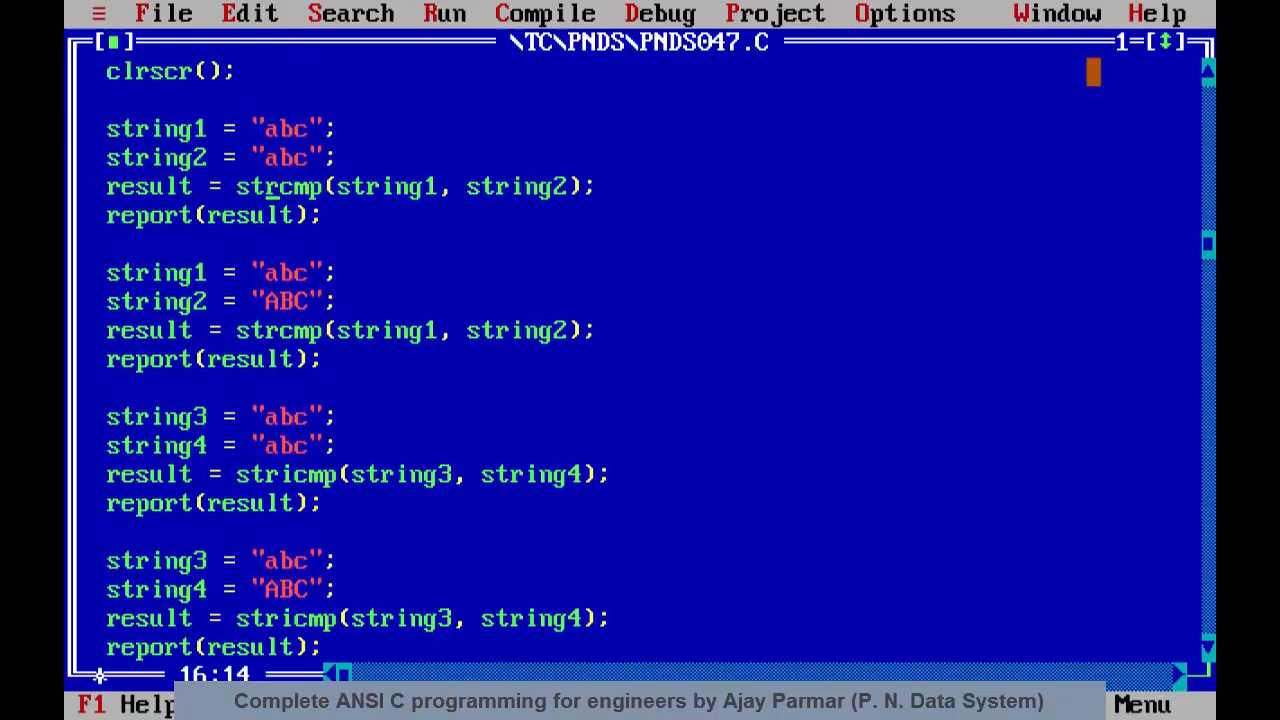 ≡ File Edit Search Run Compile Debug Project Options Window Help
[■] \TC\PNDS\PNDS047.C 1=[↕]
clrscr();
string1 = "abc";
string2 = "abc";
result = strcmp(string1, string2);
report(result);
string1 = "abc";
string2 = "ABC";
result = strcmp(string1, string2);
report(result);
string3 = "abc";
string4 = "abc";
result = stricmp(string3, string4);
report(result);
string3 = "abc";
string4 = "ABC";
result = stricmp(string3, string4);
report(result);
16:14
F1 Help Menu
Complete ANSI C programming for engineers by Ajay Parmar (P. N. Data System)